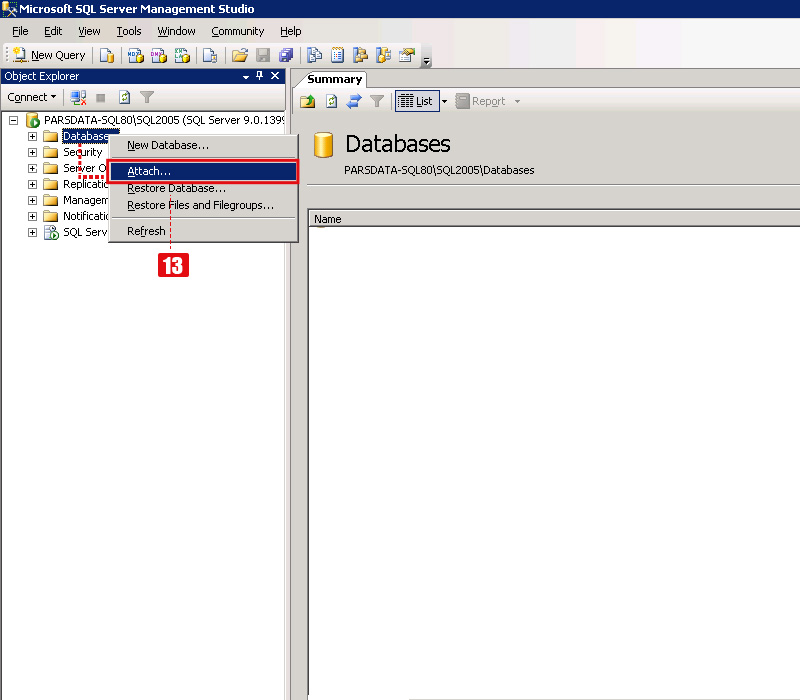 Microsoft SQL Server Management Studio
File Edit View Tools Window Community Help
New Query
Object Explorer
Connect
PARSDATA-SQL80\SQL2005 (SQL Server 9.0.1399
Database
Security
Server O
Replicatio
Managem
Notificati
SQL Serv
New Database...
Attach...
Restore Database...
Restore Files and Filegroups...
Refresh
13
Summary
List
Report
Databases
PARSDATA-SQL80\SQL2005\Databases
Name